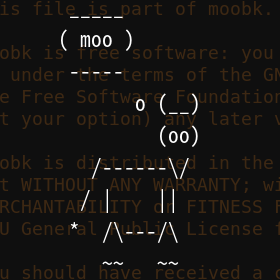 _____
( moo )
 -----
      o (__)
        (oo)
  /------\/
 / |    ||
*  /\---/\
   ~~   ~~
is file is part of moobk.
obk is free software: you
under the terms of the GN
e Free Software Foundation
t your option) any later v
obk is distributed in the
t WITHOUT ANY WARRANTY; wi
RCHANTABILITY or FITNESS F
U General Public License f
u should have received a